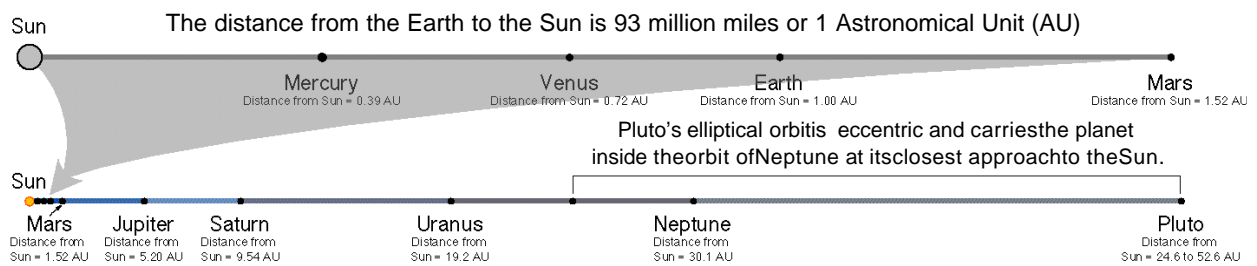 The distance from the Earth to the Sun is 93 million miles or 1 Astronomical Unit (AU)
Sun
Mercury
Distance from Sun = 0.39 AU
Venus
Distance from Sun = 0.72 AU
Earth
Distance from Sun = 1.00 AU
Mars
Distance from Sun = 1.52 AU
Pluto's elliptical orbitis eccentric and carriesthe planet
inside theorbit ofNeptune at itsclosest approachto theSun.
Sun
Mars
Distance from
Sun = 1.52 AU
Jupiter
Distance from
Sun = 5.20 AU
Saturn
Distance from
Sun = 9.54 AU
Uranus
Distance from
Sun = 19.2 AU
Neptune
Distance from
Sun = 30.1 AU
Pluto
Distance from
Sun = 24.6 to 52.6 AU